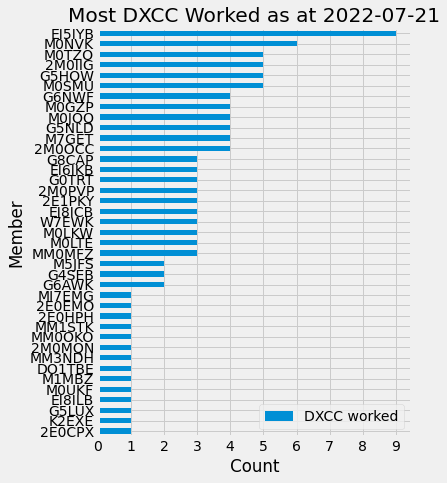 Most DXCC Worked as at 2022-07-21
EI5IYB
M0NVK
M0TZO
2M0IIG
G5HOW
M0SMU
G6NWF
M0GZP
M0JQQ
G5NLD
M7GET
2M0OCC
G8CAP
EI6IKB
G0TRT
2M0PVP
2E1PKY
EI8ICB
W7EWK
M0LKW
M0LTE
MM0MFZ
M5JFS
G4SEB
G6AWK
MI7EMG
2E0EMO
2E0HPH
MM1STK
MM0OKO
2M0MQN
MM3NDH
DO1TBE
M1MBZ
M0UKF
EI8ILB
G5LUX
K2EXE
2E0CPX
Member
DXCC worked
0 1 2 3 4 5 6 7 8 9
Count